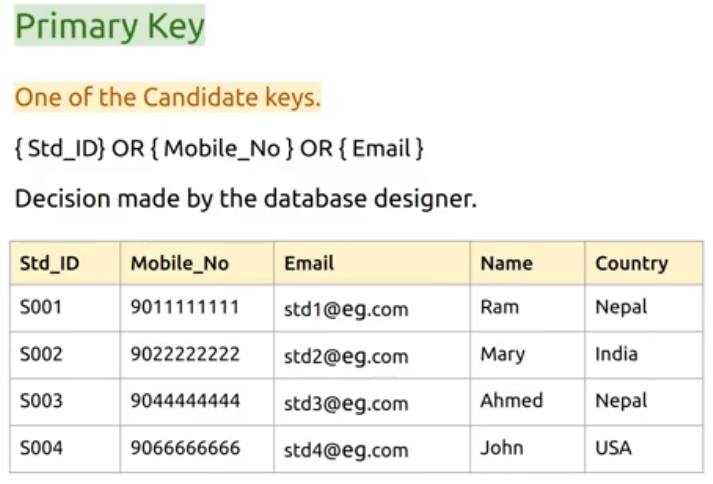 Primary Key
One of the Candidate keys.
{ Std_ID} OR { Mobile_No } OR { Email }
Decision made by the database designer.
Std_ID Mobile_No Email Name Country
S001 9011111111 std1@eg.com Ram Nepal
S002 9022222222 std2@eg.com Mary India
S003 9044444444 std3@eg.com Ahmed Nepal
S004 9066666666 std4@eg.com John USA